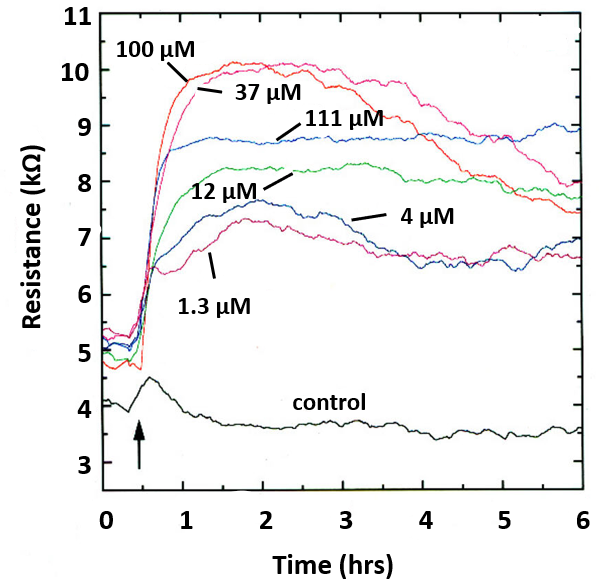 11
10
9
8
7
6
5
4
3
Resistance (kΩ)
100 µM
37 µM
111 µM
12 µM
4 µM
1.3 µM
control
0 1 2 3 4 5 6
Time (hrs)